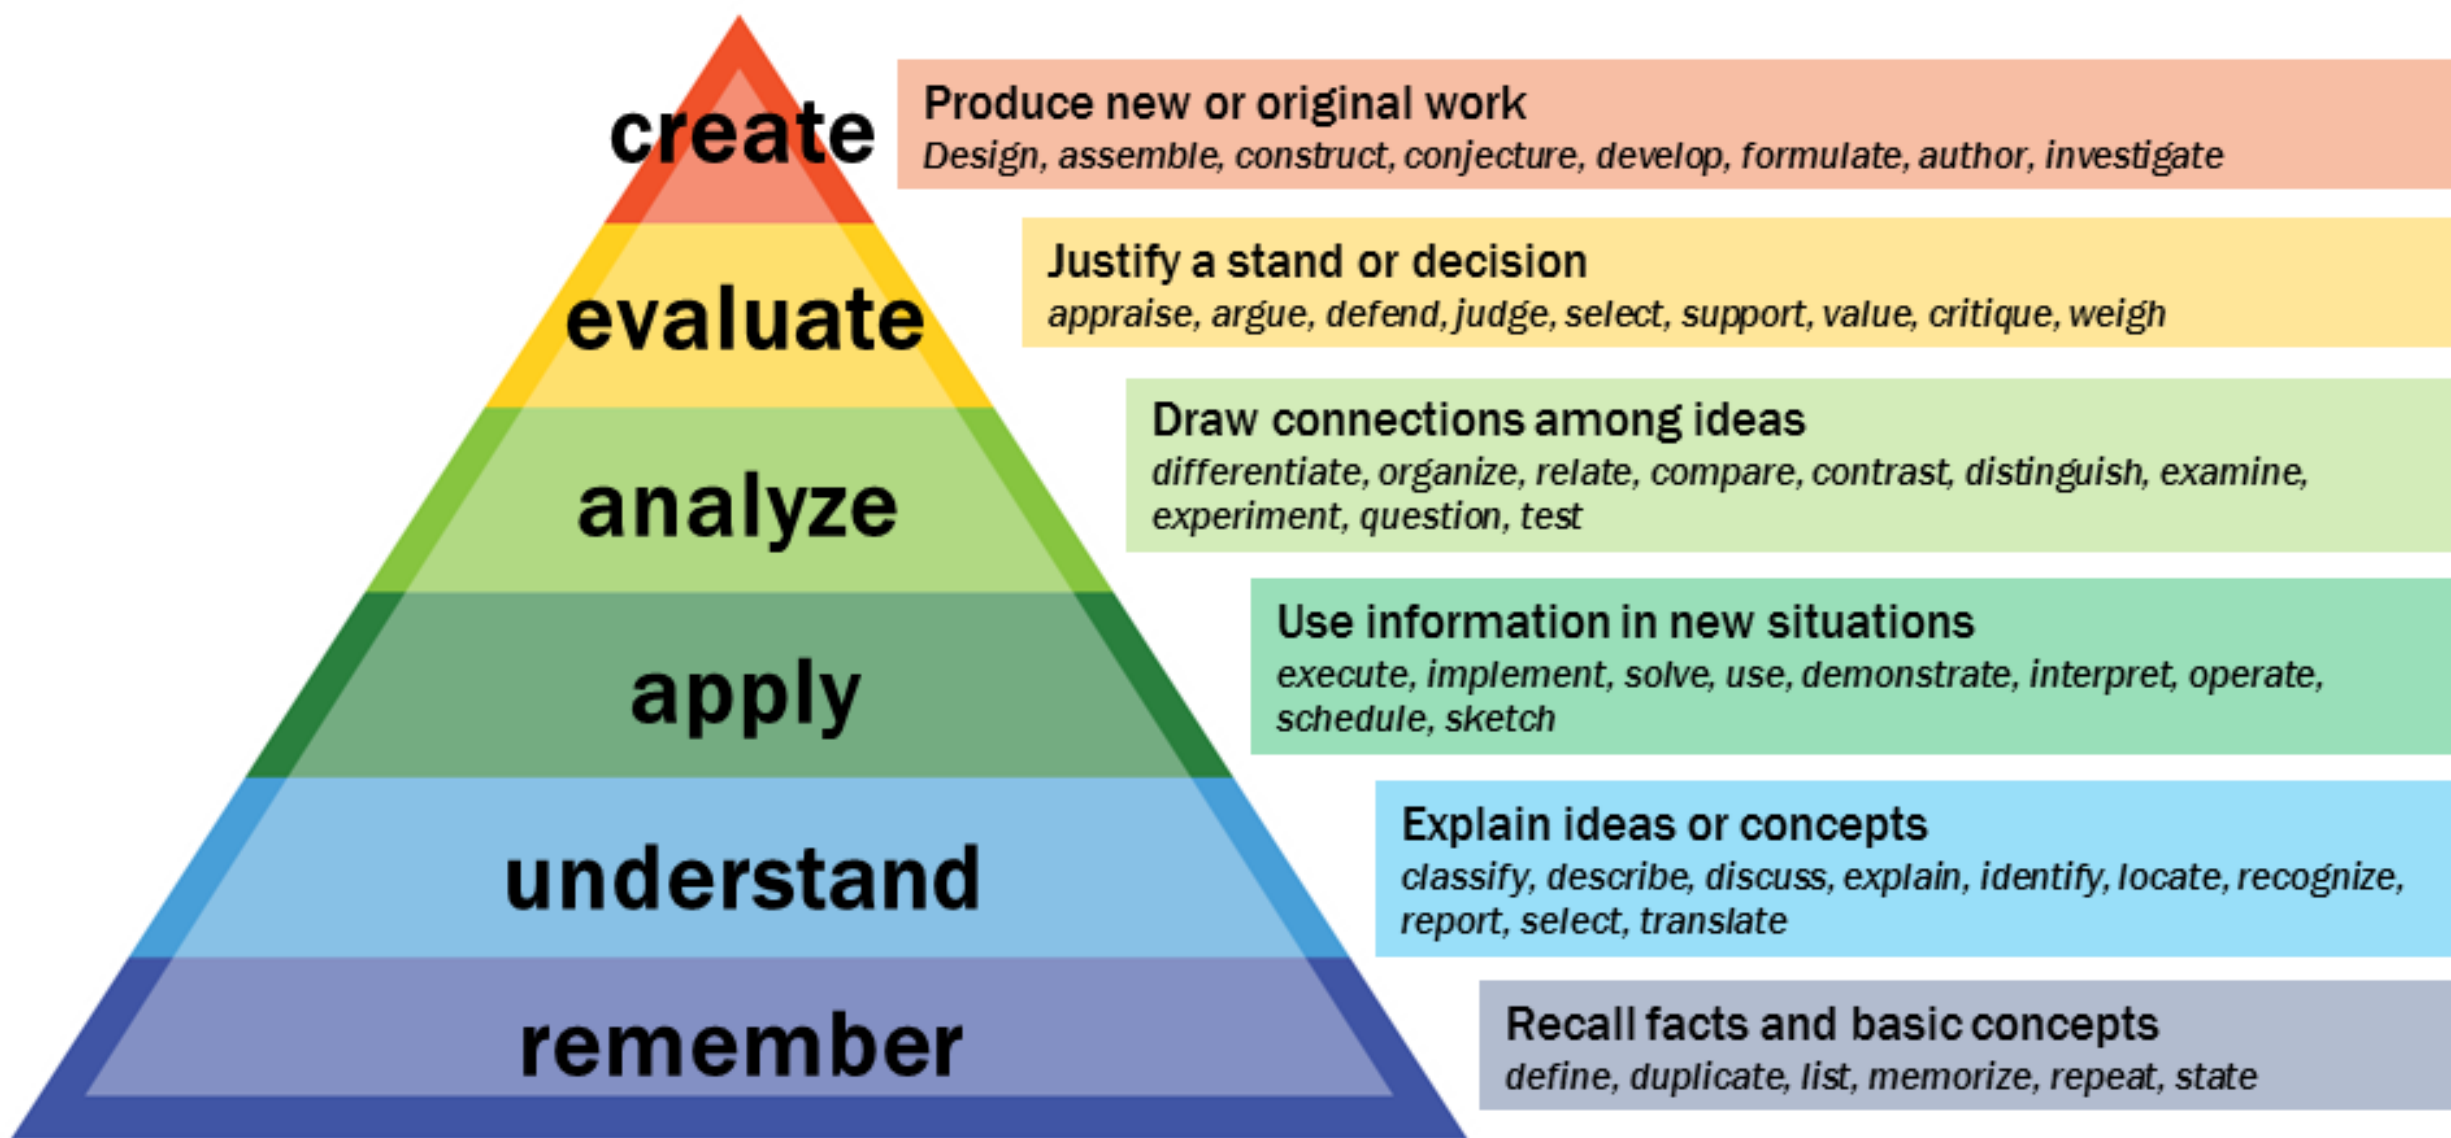 create
Produce new or original work
Design, assemble, construct, conjecture, develop, formulate, author, investigate
evaluate
Justify a stand or decision
appraise, argue, defend, judge, select, support, value, critique, weigh
analyze
Draw connections among ideas
differentiate, organize, relate, compare, contrast, distinguish, examine,
experiment, question, test
apply
Use information in new situations
execute, implement, solve, use, demonstrate, interpret, operate,
schedule, sketch
understand
Explain ideas or concepts
classify, describe, discuss, explain, identify, locate, recognize,
report, select, translate
remember
Recall facts and basic concepts
define, duplicate, list, memorize, repeat, state